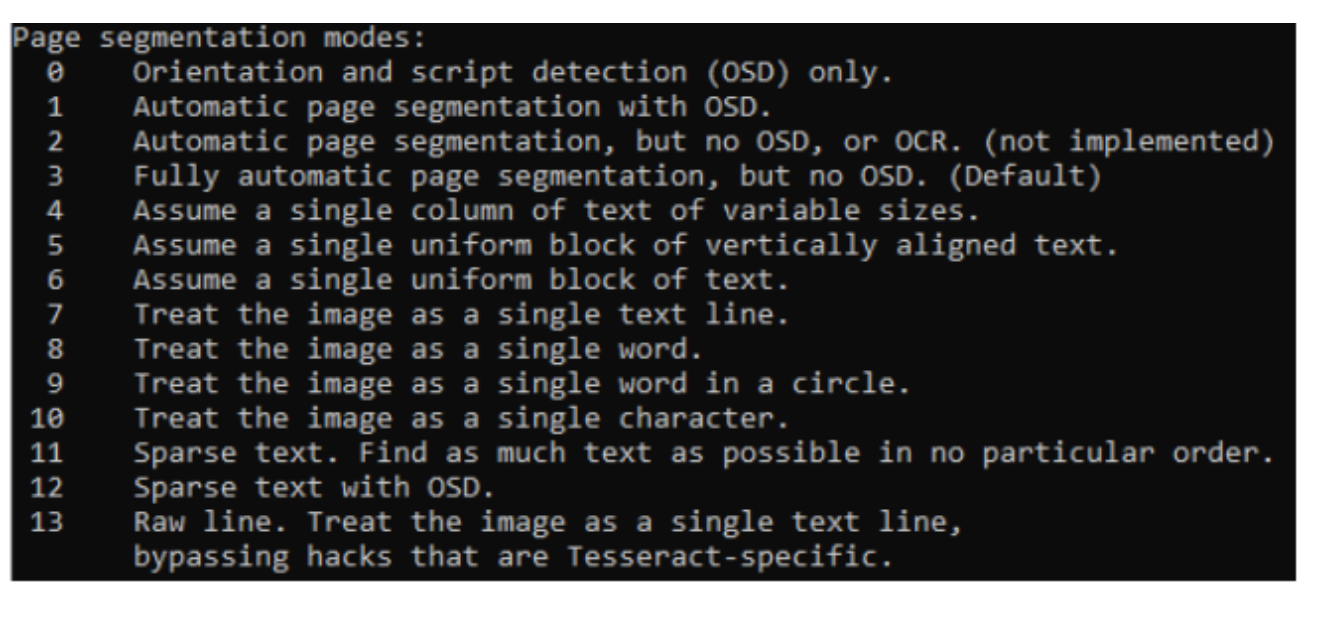 Page segmentation modes:
0 Orientation and script detection (OSD) only.
1 Automatic page segmentation with OSD.
2 Automatic page segmentation, but no OSD, or OCR. (not implemented)
3 Fully automatic page segmentation, but no OSD. (Default)
4 Assume a single column of text of variable sizes.
5 Assume a single uniform block of vertically aligned text.
6 Assume a single uniform block of text.
7 Treat the image as a single text line.
8 Treat the image as a single word.
9 Treat the image as a single word in a circle.
10 Treat the image as a single character.
11 Sparse text. Find as much text as possible in no particular order.
12 Sparse text with OSD.
13 Raw line. Treat the image as a single text line,
bypassing hacks that are Tesseract-specific.